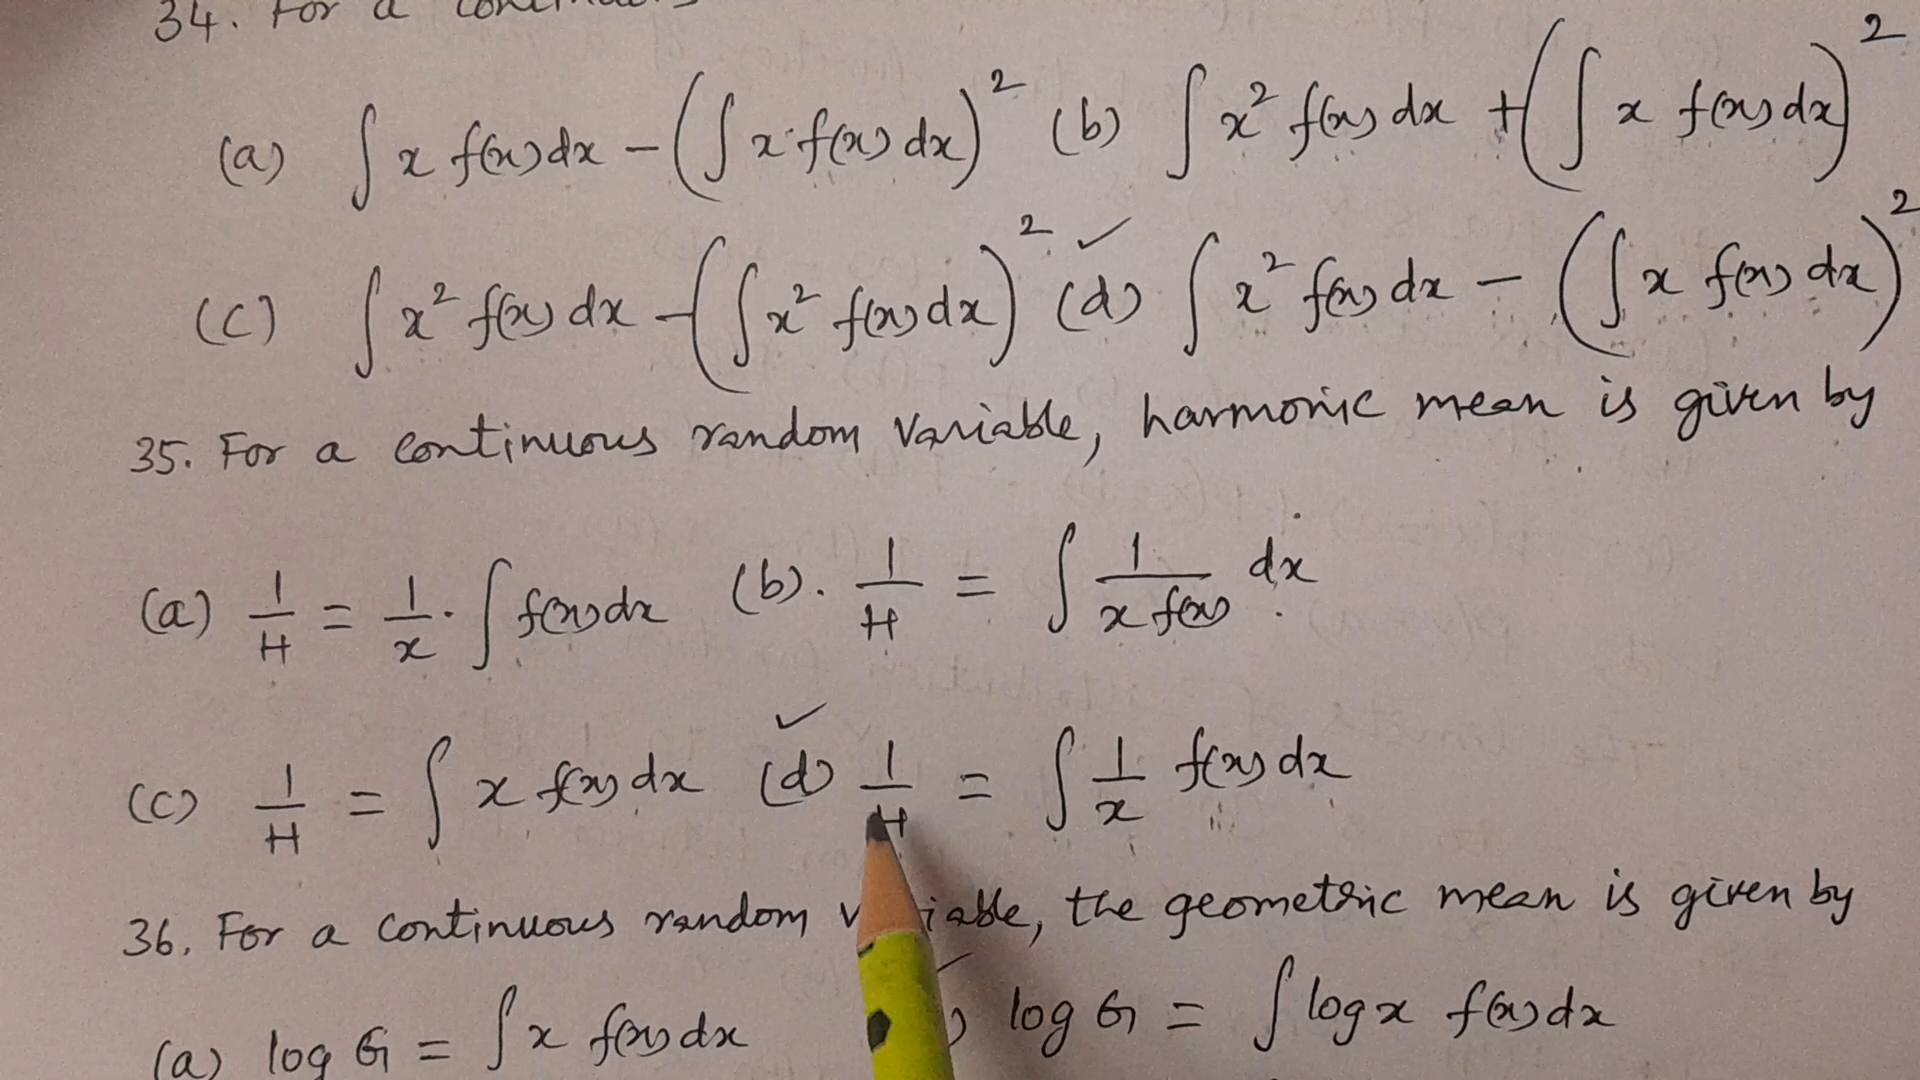 34. For a
(a) ∫ x f(x) dx − (∫ x f(x) dx)² (b) ∫ x² f(x) dx + (∫ x f(x) dx)²
(c) ∫ x² f(x) dx − (∫ x² f(x) dx)² ✓(d) ∫ x² f(x) dx − (∫ x f(x) dx)²
35. For a continuous random variable, harmonic mean is given by
(a) 1/H = 1/x · ∫ f(x) dx (b). 1/H = ∫ 1/(x f(x)) dx
(c) 1/H = ∫ x f(x) dx ✓(d) 1/H = ∫ 1/x f(x) dx
36. For a continuous random the geometric mean is given by
(a) log G = ∫ x f(x) dx ✓ ) log G = ∫ log x f(x) dx